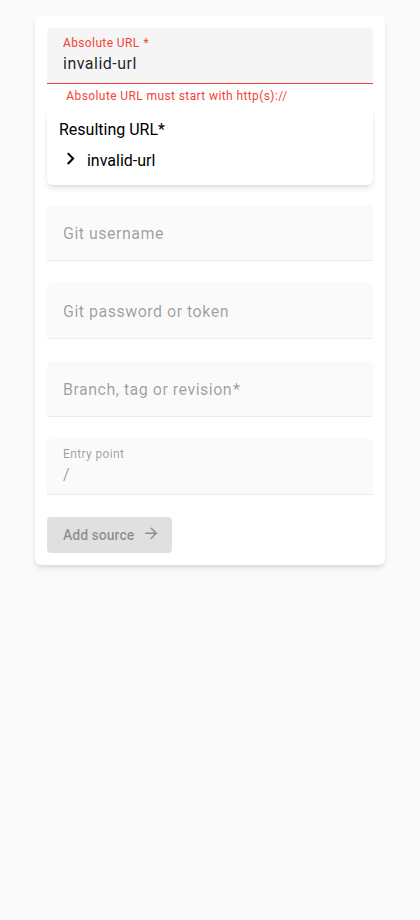 Absolute URL *
invalid-url
Absolute URL must start with http(s)://
Resulting URL*
invalid-url
Git username
Git password or token
Branch, tag or revision*
Entry point
/
Add source